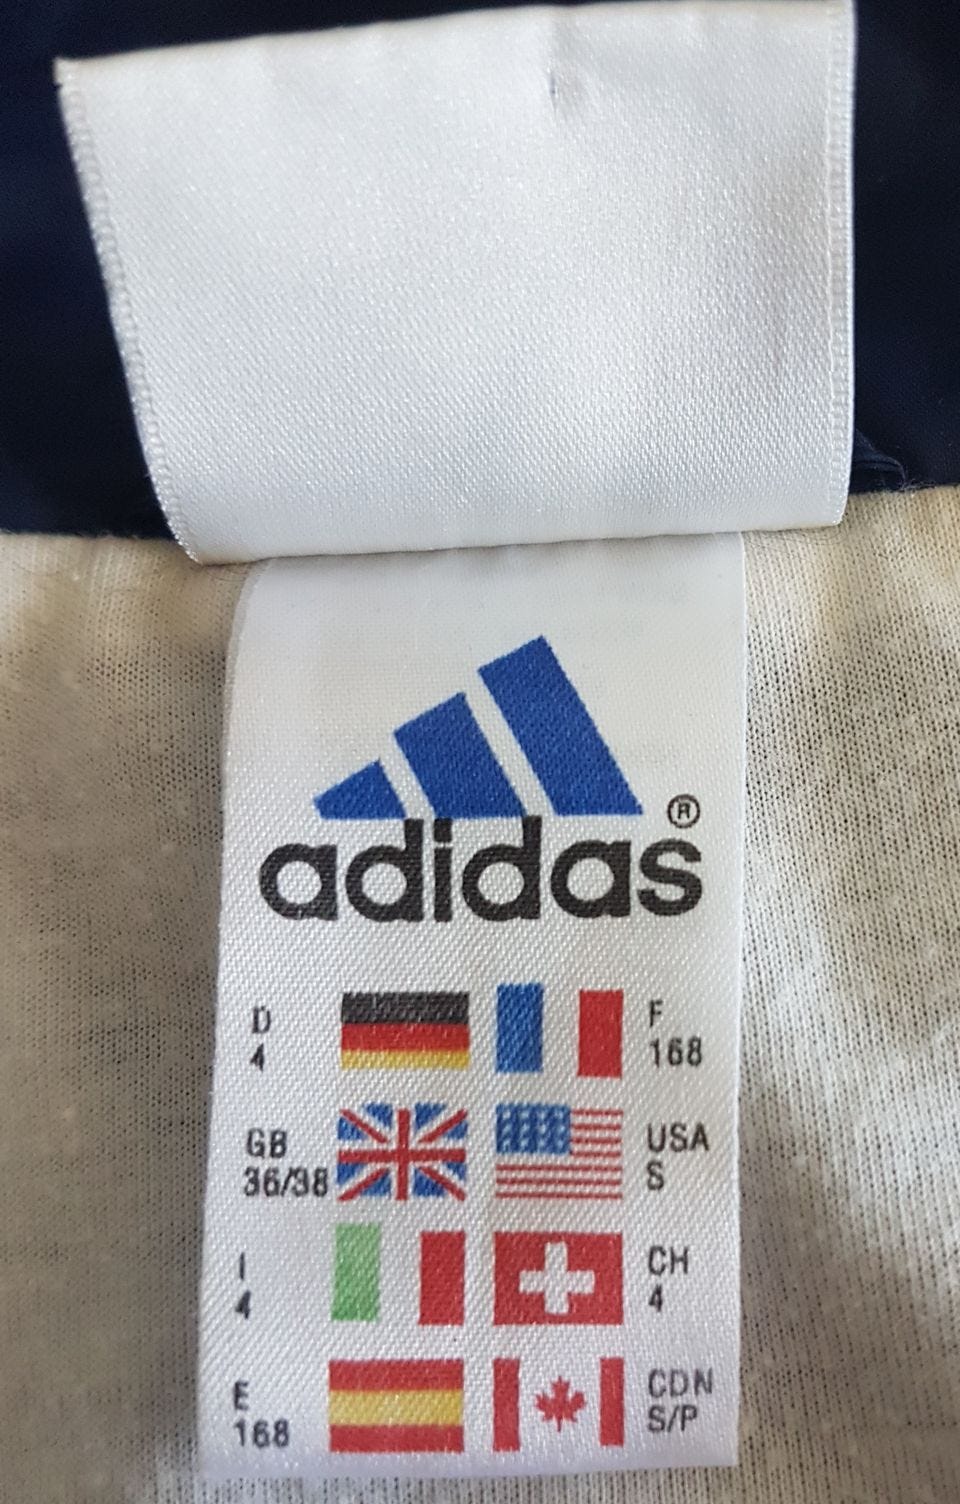 adidas®
D
4
F
168
GB
36/38
USA
S
I
4
CH
4
E
168
CDN
S/P